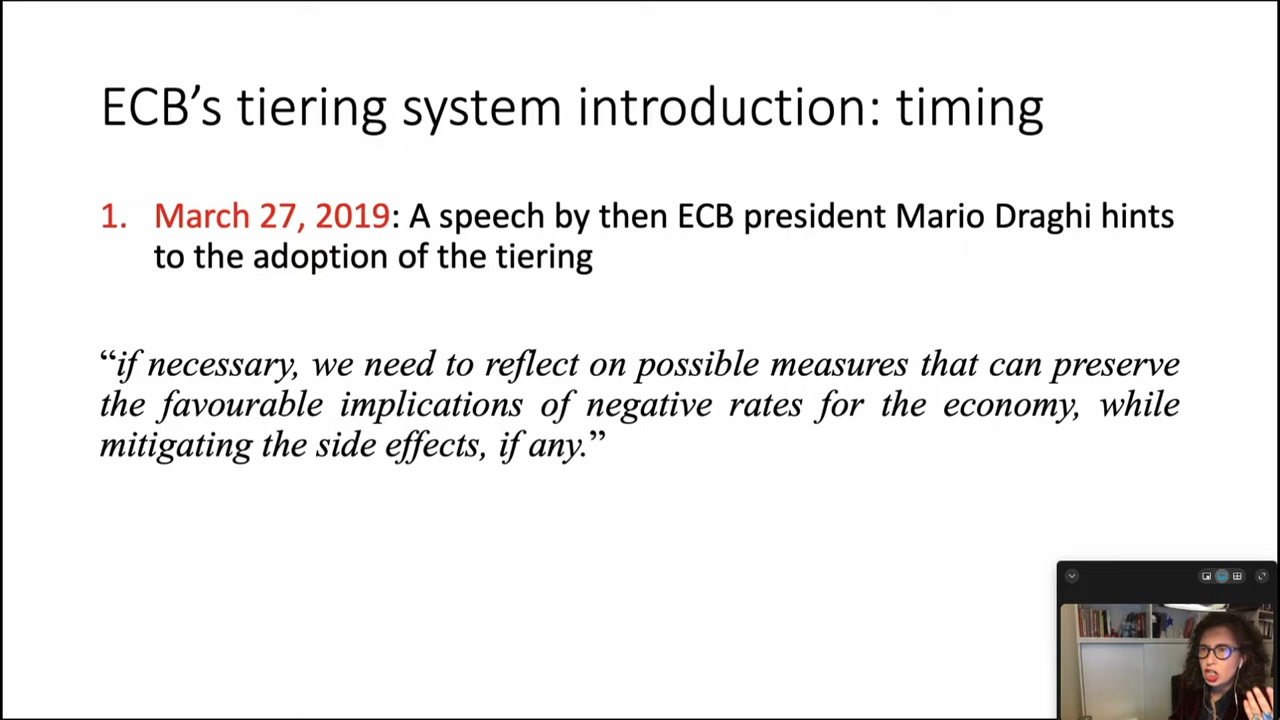 ECB’s tiering system introduction: timing
1. March 27, 2019: A speech by then ECB president Mario Draghi hints
to the adoption of the tiering
“if necessary, we need to reflect on possible measures that can preserve
the favourable implications of negative rates for the economy, while
mitigating the side effects, if any.”